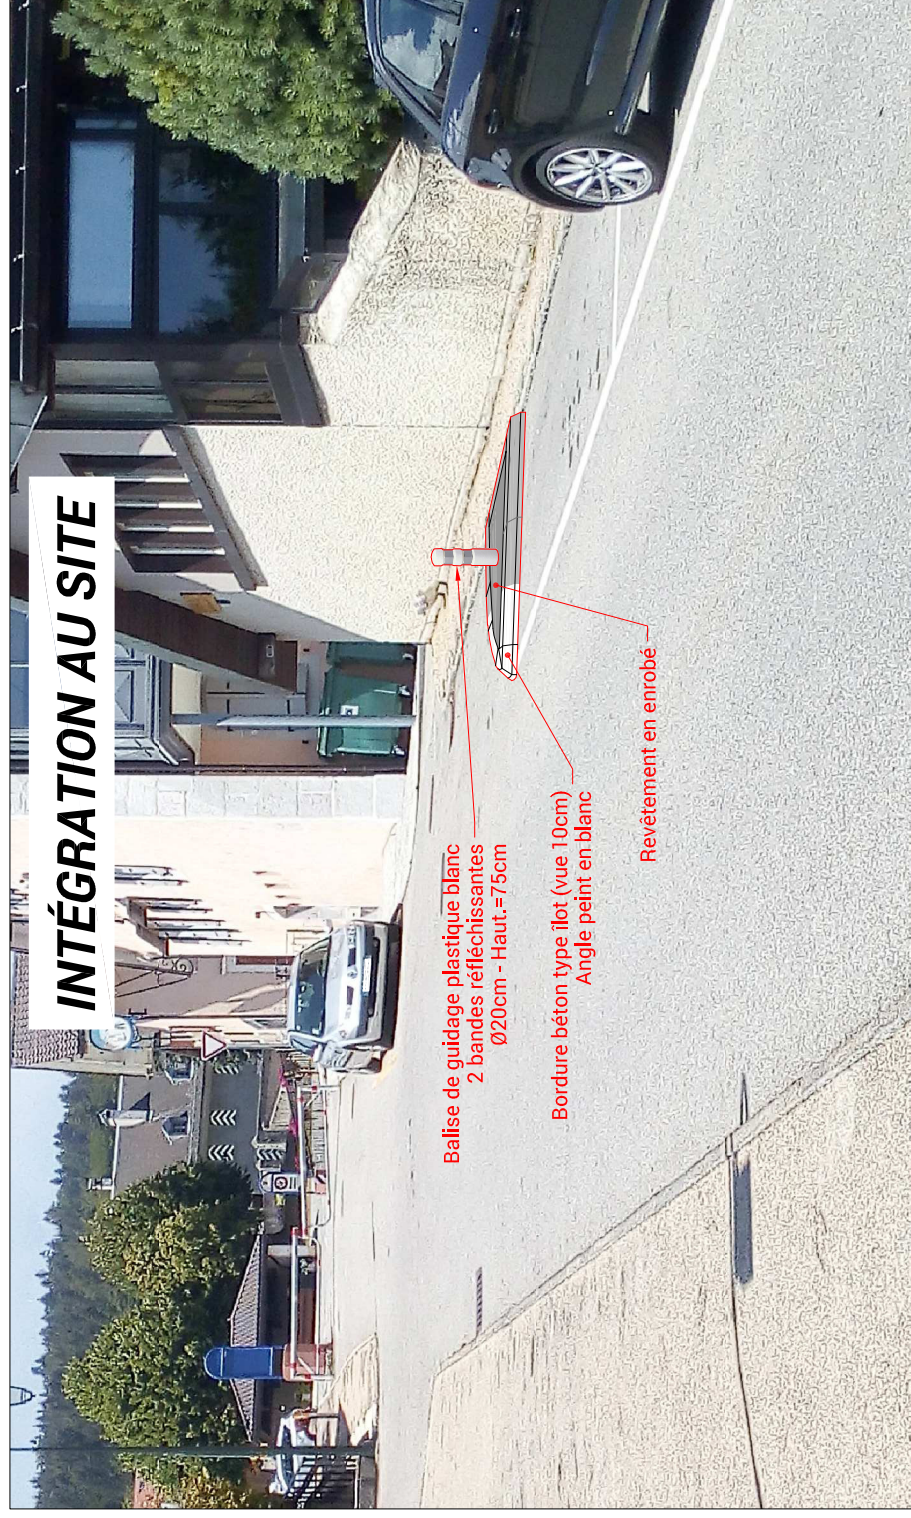 INTÉGRATION AU SITE
Balise de guidage plastique blanc
2 bandes réfléchissantes
Ø20cm - Haut.=75cm
Bordure béton type îlot (vue 10cm)
Angle peint en blanc
Revêtement en enrobé